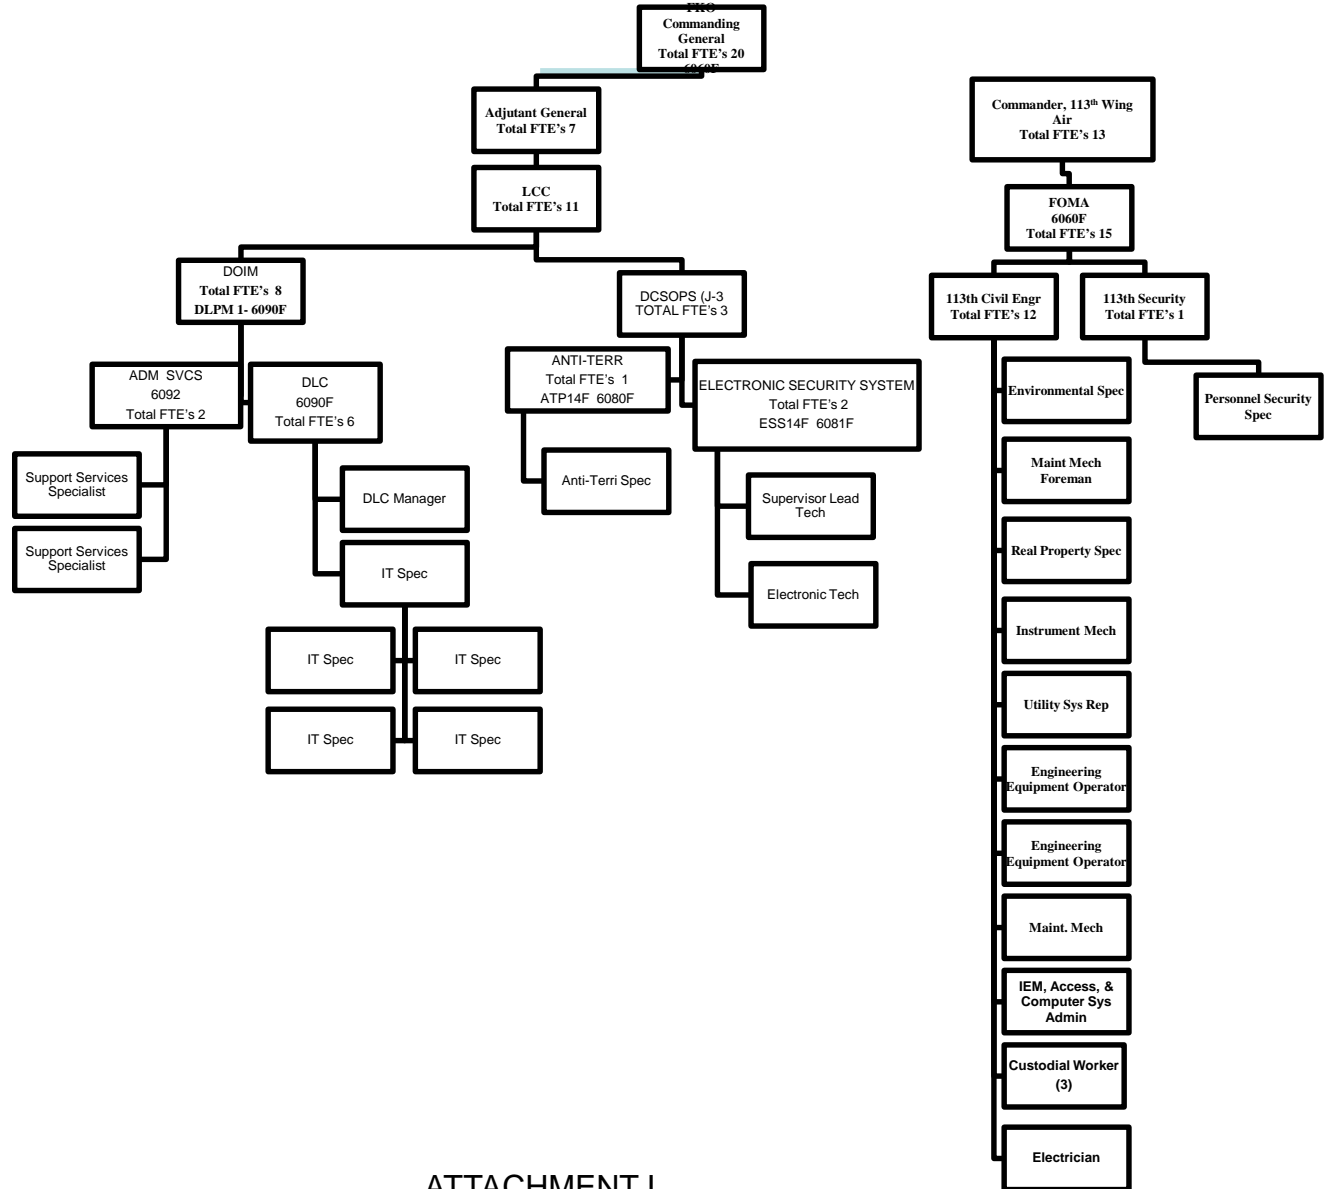 Commanding
General
Total FTE's 20
Adjutant General
Total FTE's 7
LCC
Total FTE's 11
DOIM
Total FTE's 8
DLPM 1- 6090F
DCSOPS (J-3
TOTAL FTE's 3
ADM SVCS
6092
Total FTE's 2
DLC
6090F
Total FTE's 6
ANTI-TERR
Total FTE's 1
ATP14F 6080F
ELECTRONIC SECURITY SYSTEM
Total FTE's 2
ESS14F 6081F
Support Services
Specialist
Support Services
Specialist
DLC Manager
IT Spec
IT Spec
IT Spec
IT Spec
IT Spec
Anti-Terri Spec
Supervisor Lead
Tech
Electronic Tech
Commander, 113th Wing
Air
Total FTE's 13
FOMA
6060F
Total FTE's 15
113th Civil Engr
Total FTE's 12
113th Security
Total FTE's 1
Environmental Spec
Maint Mech
Foreman
Real Property Spec
Instrument Mech
Utility Sys Rep
Engineering
Equipment Operator
Engineering
Equipment Operator
Maint. Mech
IEM, Access, &
Computer Sys
Admin
Custodial Worker
(3)
Electrician
Personnel Security
Spec
ATTACHMENT I